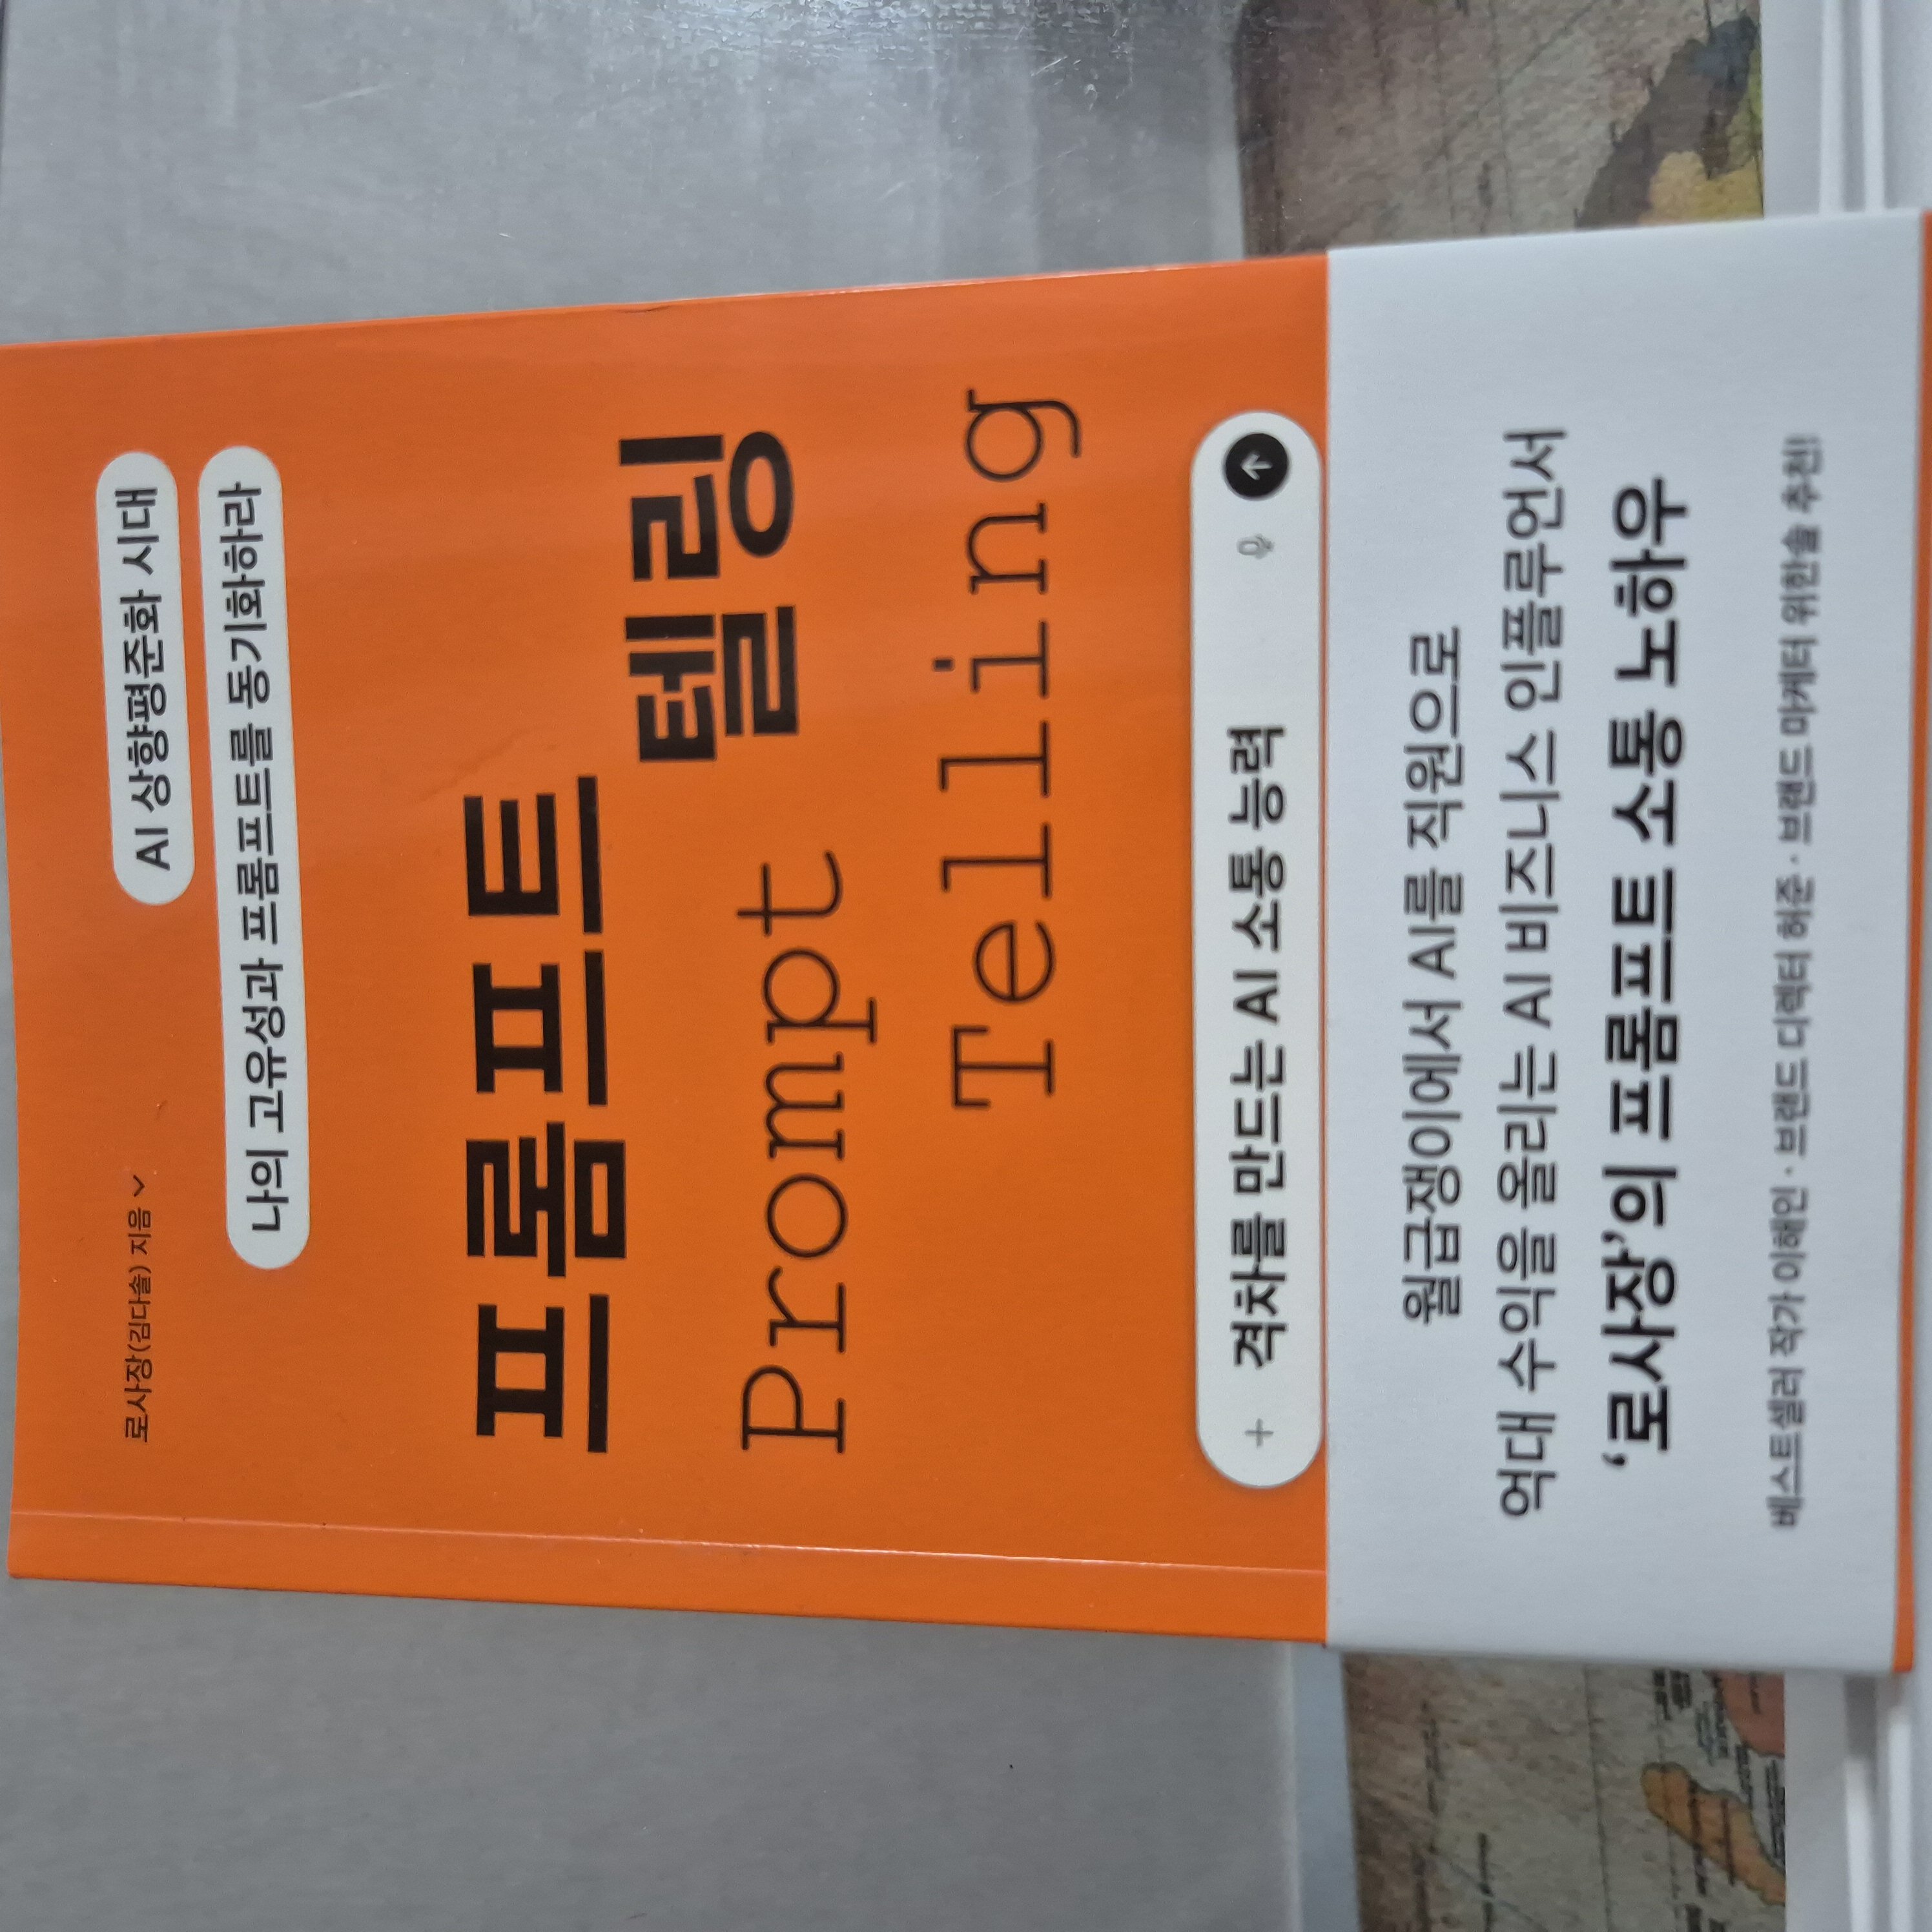 로사장(김다솔) 지음
AI 상향평준화 시대
나의 고유성과 프롬프트를 동기화하라
프롬프트
텔링
Prompt
Telling
+ 격차를 만드는 AI 소통 능력
월급쟁이에서 AI를 직원으로
억대 수익을 올리는 AI 비즈니스 인플루언서
‘로사장’의 프롬프트 소통 노하우
베스트셀러 작가 이해인 · 브랜드 디렉터 허준 · 브랜드 마케터 위한솔 추천!